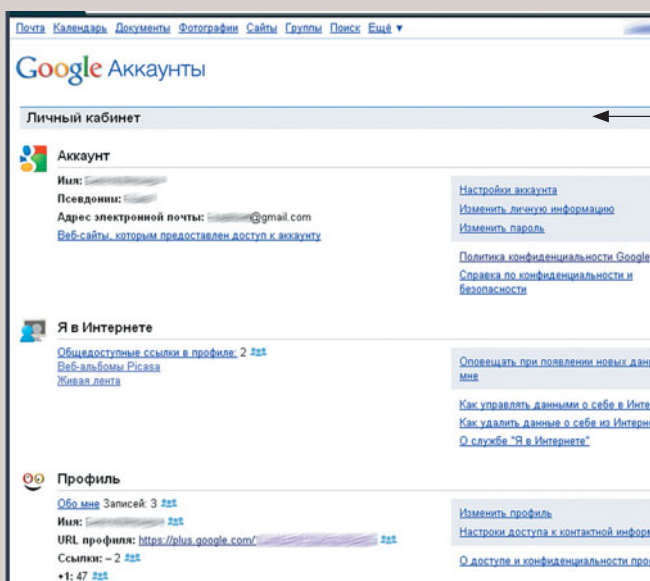 Почта Календарь Документы Фотографии Сайты Группы Поиск Ещё ▼
Google Аккаунты
Личный кабинет
Аккаунт
Имя:
Псевдоним:
Адрес электронной почты: @gmail.com
Веб-сайты, которым предоставлен доступ к аккаунту
Настройки аккаунта
Изменить личную информацию
Изменить пароль
Политика конфиденциальности Google
Справка по конфиденциальности и
безопасности
Я в Интернете
Общедоступные ссылки в профиле: 2
Веб-альбомы Picasa
Живая лента
Оповещать при появлении новых дан
мне
Как управлять данными о себе в Инте
Как удалить данные о себе из Интерн
О службе "Я в Интернете"
Профиль
Обо мне Записей: 3
Имя:
URL профиля: https://plus.google.com/
Ссылки: – 2
+1: 47
Изменить профиль
Настроки доступа к контактной инфор
О доступе и конфиденциальности про